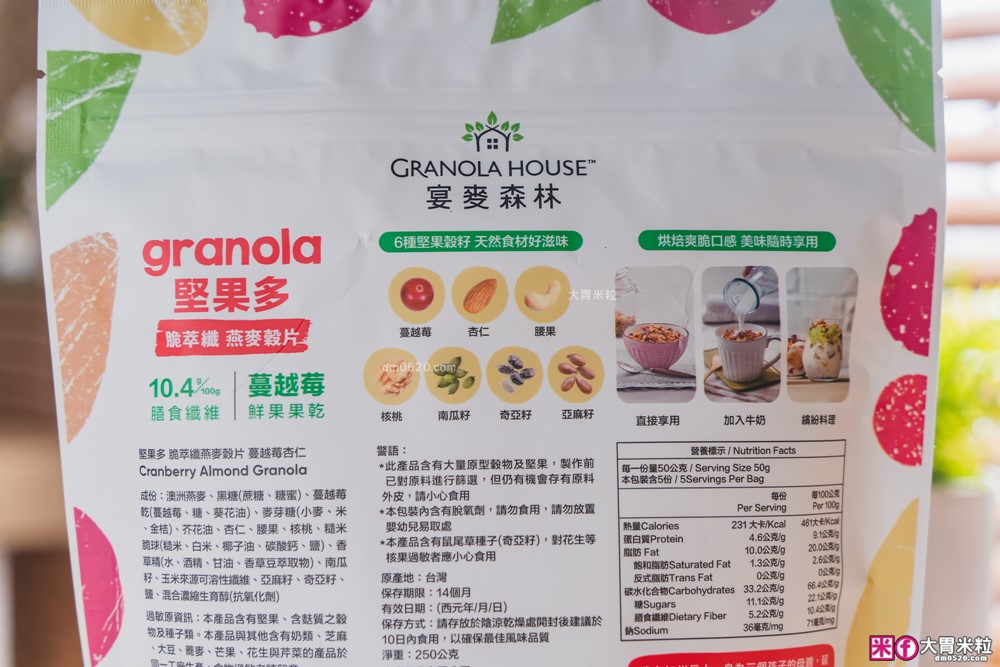 GRANOLA HOUSE™
宴麥森林
granola
堅果多
脆萃纖 燕麥穀片
10.4g/100g
膳食纖維
蔓越莓
鮮果果乾
6種堅果穀籽 天然食材好滋味
蔓越莓 杏仁 腰果
核桃 南瓜籽 奇亞籽 亞麻籽
烘焙爽脆口感 美味隨時享用
直接享用 加入牛奶 繽紛料理
堅果多 脆萃纖燕麥穀片 蔓越莓杏仁
Cranberry Almond Granola
成份：澳洲燕麥、黑糖(蔗糖、糖蜜)、蔓越莓
乾(蔓越莓、糖、葵花油)、麥芽糖(小麥、米
、金桔)、芥花油、杏仁、腰果、核桃、糙米
脆球(糙米、白米、椰子油、碳酸鈣、鹽)、香
草精(水、酒精、甘油、香草豆萃取物)、南瓜
籽、玉米來源可溶性纖維、亞麻籽、奇亞籽、
鹽、混合濃縮生育醇(抗氧化劑)
過敏原資訊：本產品含有堅果、含麩質之穀
物及種子類。本產品與其他含有奶類、芝麻
、大豆、蕎麥、芒果、花生與芹菜的產品於
同一工廠生產，食物過敏者請留意
警語：
*此產品含有大量原型穀物及堅果，製作前
已對原料進行篩選，但仍有機會存有原料
外皮，請小心食用
*本包裝內含有脫氧劑，請勿食用，請勿放置
嬰幼兒易取處
*本產品含有鼠尾草種子(奇亞籽)，對花生等
核果過敏者應小心食用
原產地：台灣
保存期限：14個月
有效日期：(西元年/月/日)
保存方式：請存放於陰涼乾燥處開封後建議於
10日內食用，以確保最佳風味品質
淨重：250公克
營養標示 / Nutrition Facts
每一份量50公克 / Serving Size 50g
本包裝含5份 / 5Servings Per Bag
每份 每100公克
Per Serving Per 100g
熱量Calories 231 大卡/Kcal 461大卡/Kcal
蛋白質Protein 4.6公克/g 9.1公克/g
脂肪 Fat 10.0公克/g 20.0公克/g
飽和脂肪Saturated Fat 1.3公克/g 2.6公克/g
反式脂肪Trans Fat 0公克/g 0公克/g
碳水化合物Carbohydrates 33.2公克/g 66.4公克/g
糖Sugars 11.1公克/g 22.1公克/g
膳食纖維Dietary Fiber 5.2公克/g 10.4公克/g
鈉Sodium 36毫克/mg 71毫克/mg
大胃米粒
dm0520.com
米 f 大胃米粒
dm0520.com